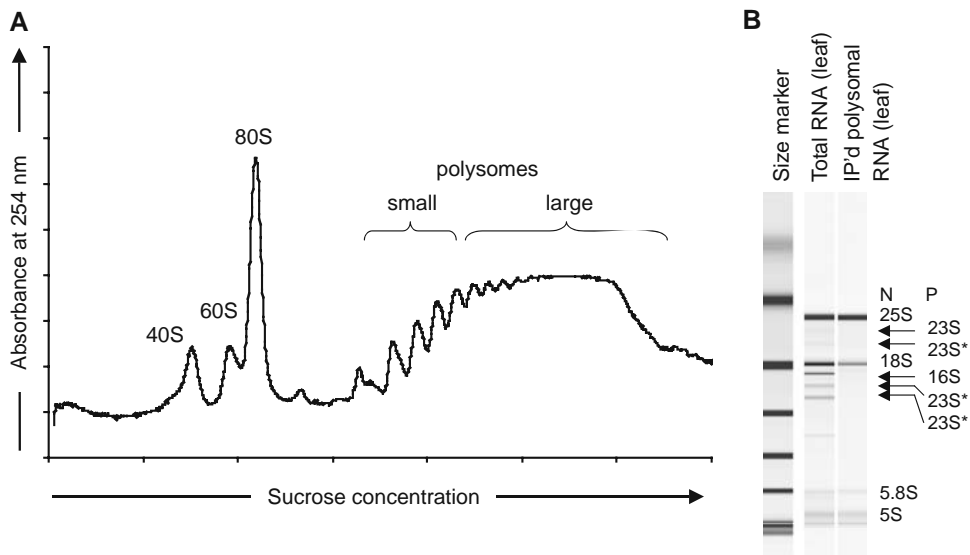 A
Absorbance at 254 nm
40S
60S
80S
polysomes
small
large
Sucrose concentration
B
Size marker
Total RNA (leaf)
IP'd polysomal
RNA (leaf)
N P
25S
23S
23S*
18S
16S
23S*
23S*
5.8S
5S